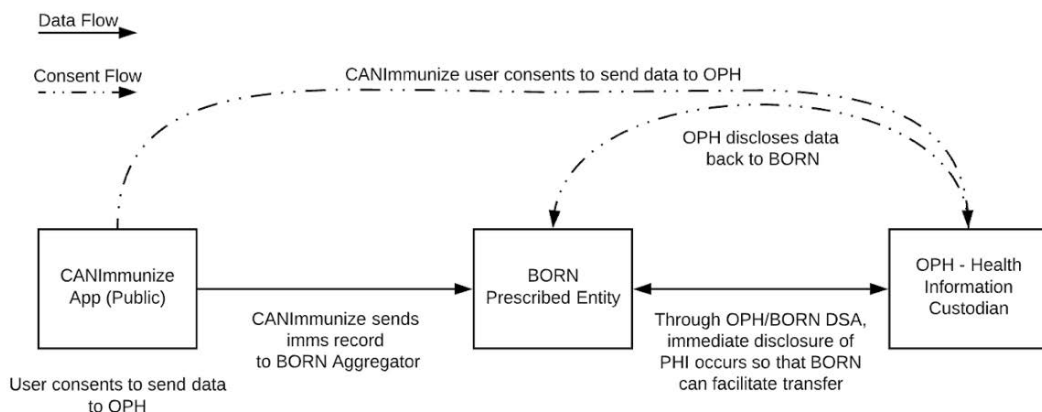 Data Flow
Consent Flow
CANImmunize user consents to send data to OPH
OPH discloses data
back to BORN
CANImmunize
App (Public)
BORN
Prescribed Entity
OPH - Health
Information
Custodian
CANImmunize sends
imms record
to BORN Aggregator
Through OPH/BORN DSA,
immediate disclosure of
PHI occurs so that BORN
can facilitate transfer
User consents to send data
to OPH